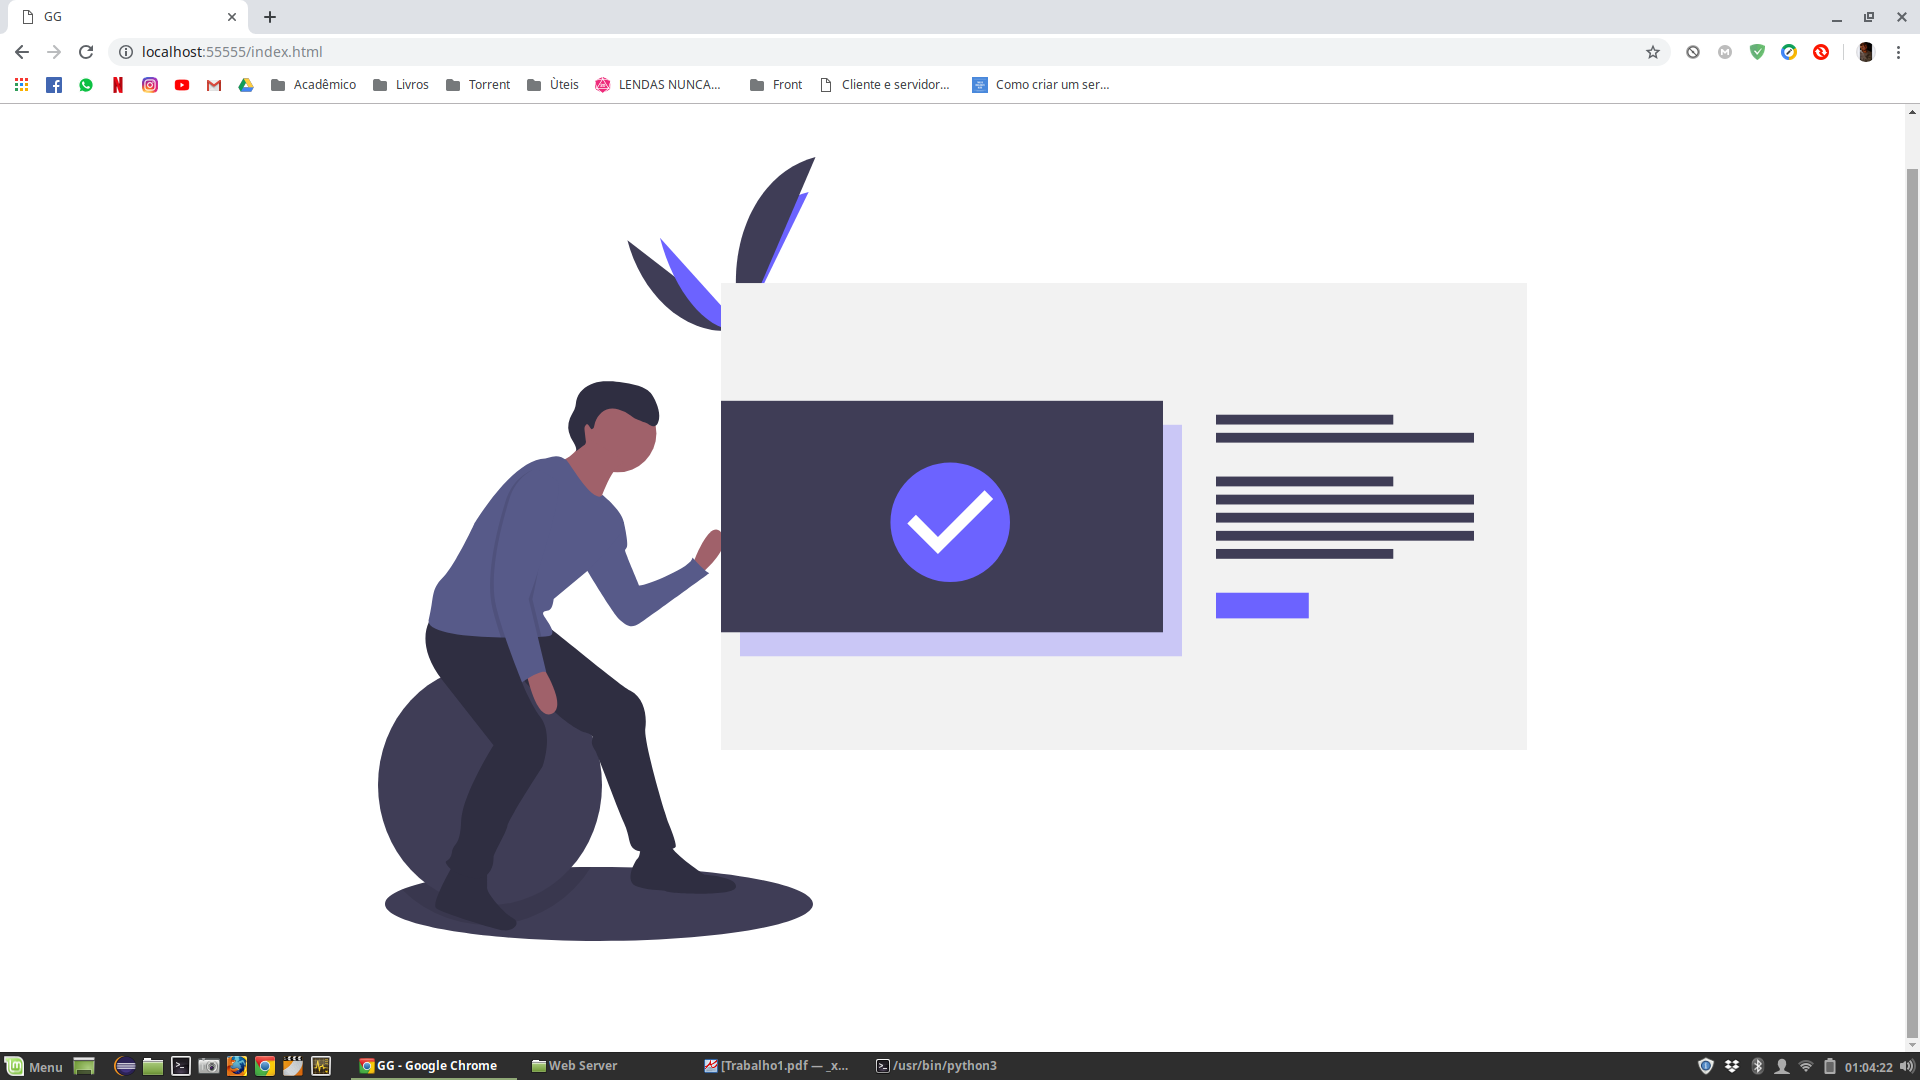 GG
localhost:55555/index.html
Acadêmico Livros Torrent Ùteis LENDAS NUNCA... Front Cliente e servidor... Como criar um ser...
Menu GG - Google Chrome Web Server [Trabalho1.pdf — _x... /usr/bin/python3 01:04:22